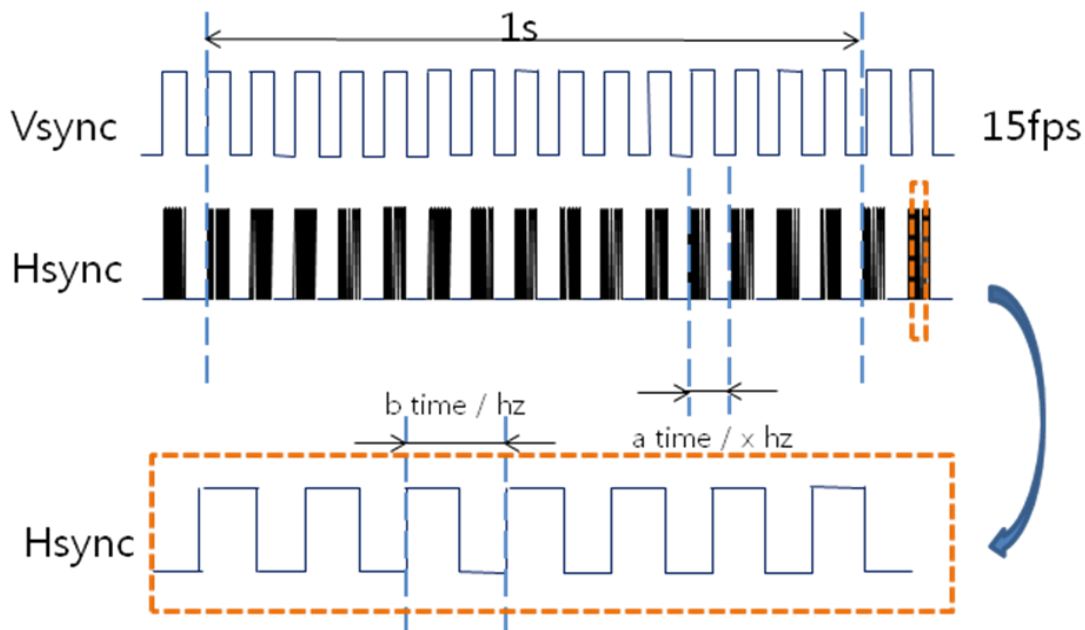 1s
Vsync
15fps
Hsync
b time / hz
a time / x hz
Hsync